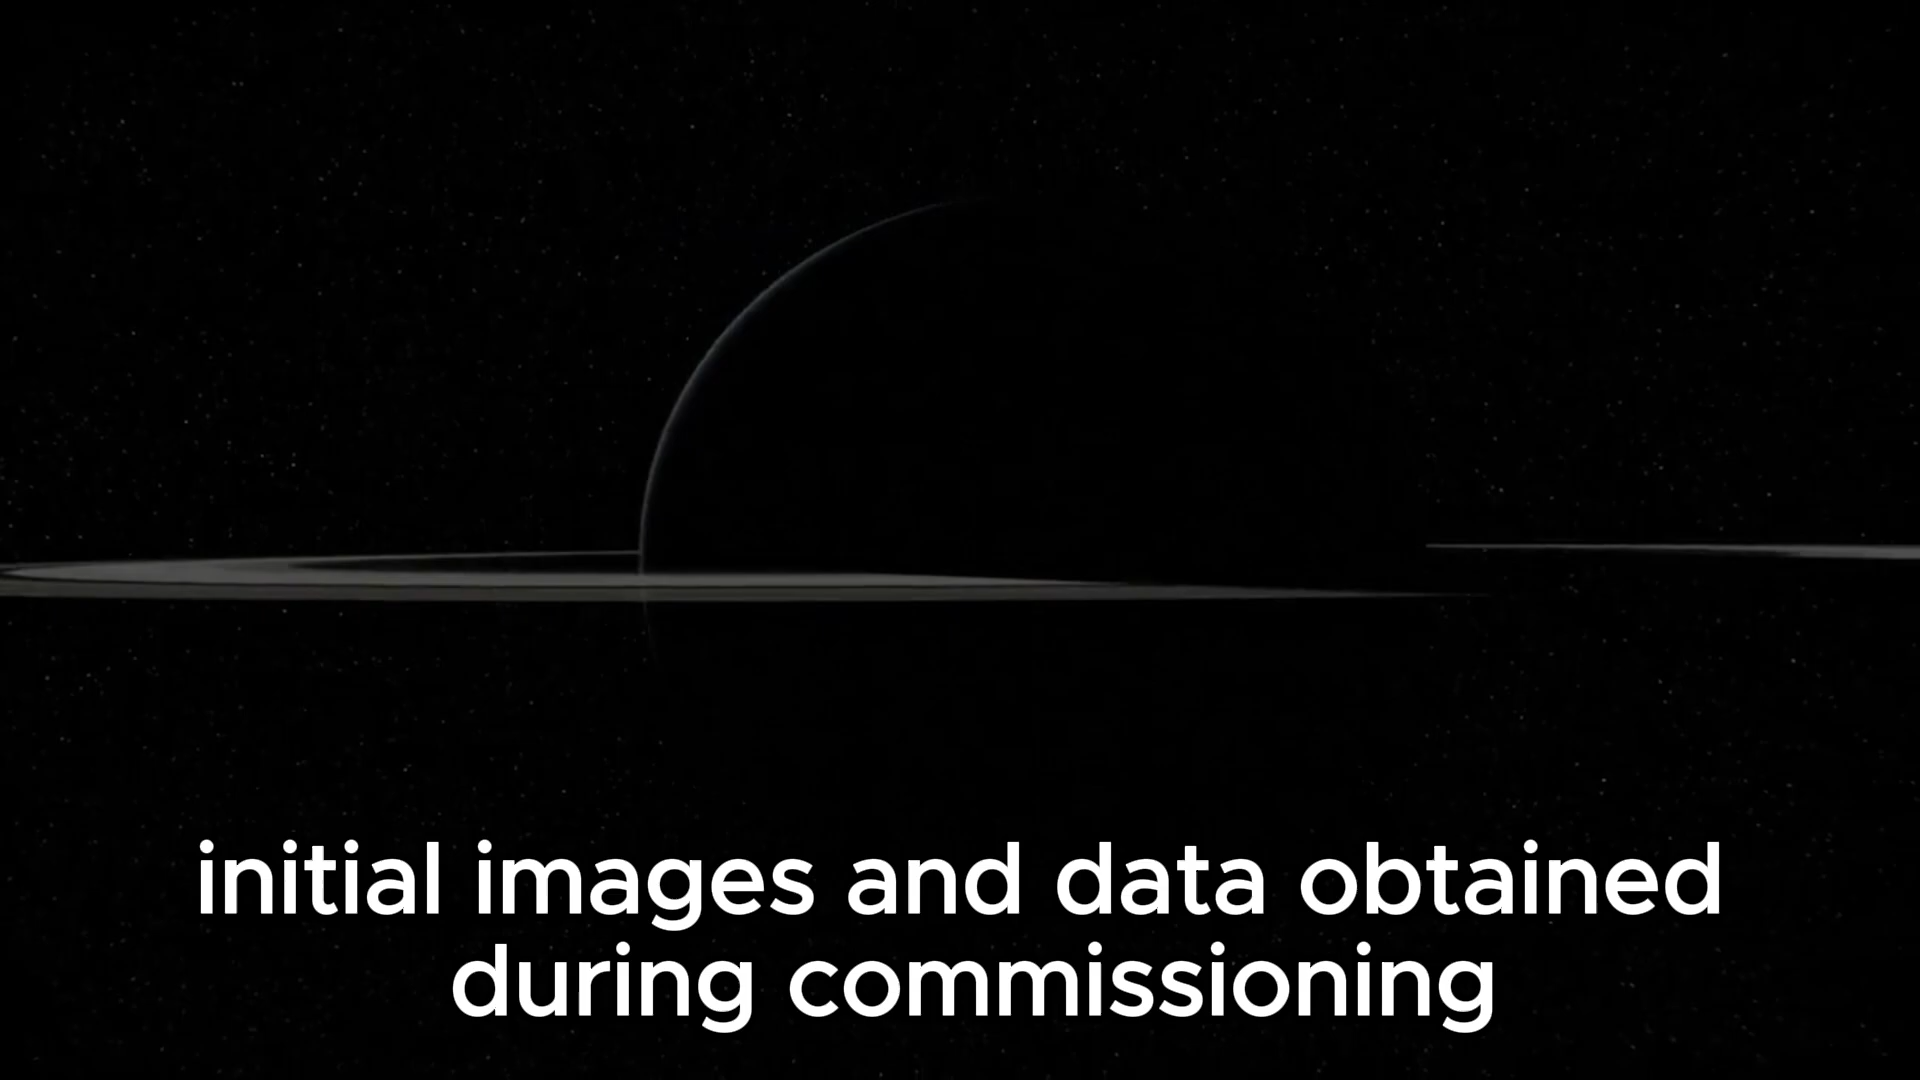 initial images and data obtained
during commissioning